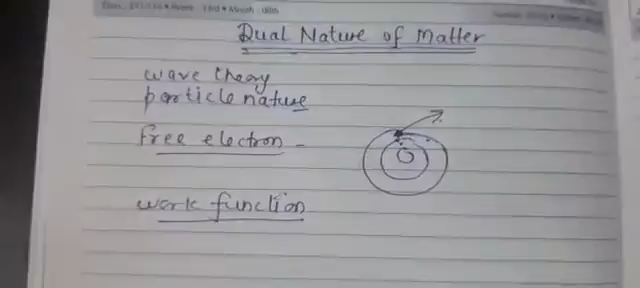 Dual Nature of Matter
wave theory
particle nature
free electron -
work function